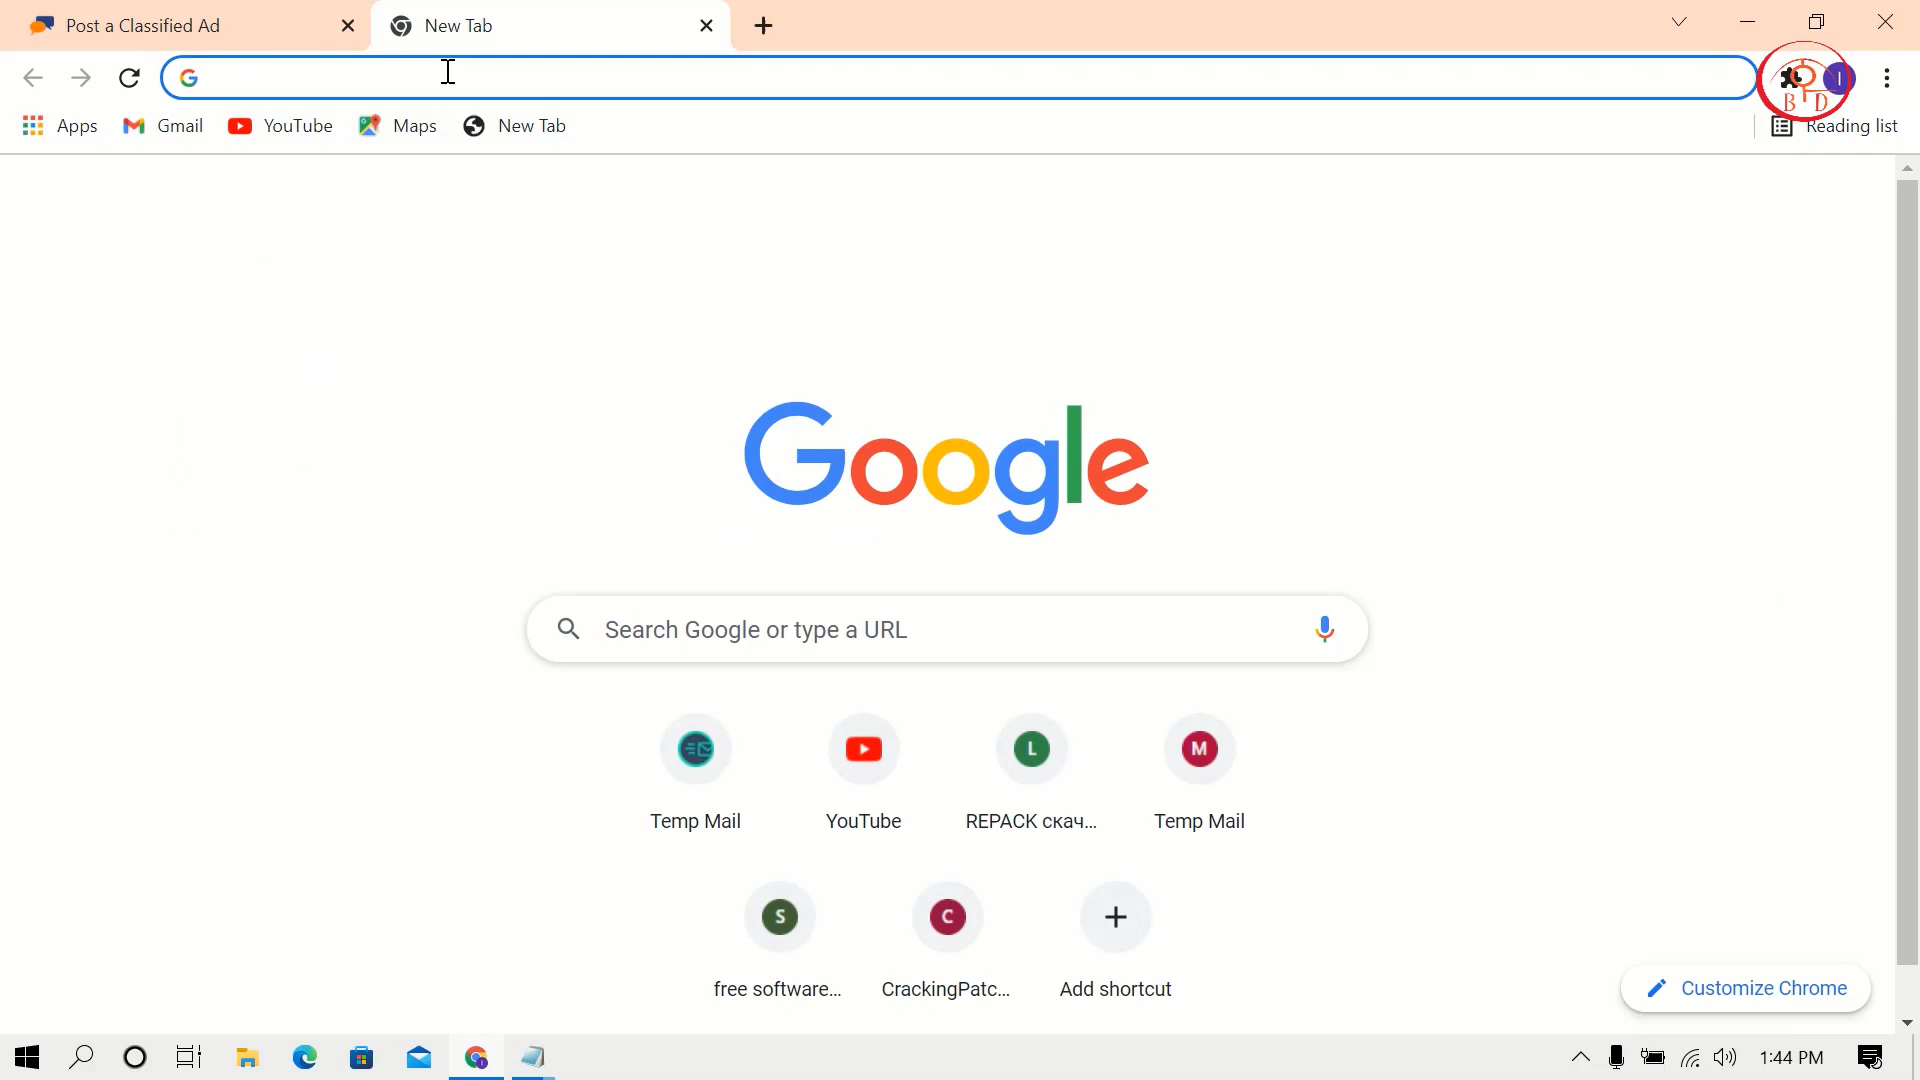 Post a Classified Ad
New Tab
I
B D
Apps
Gmail
YouTube
Maps
New Tab
Reading list
Google
Search Google or type a URL
L
M
Temp Mail
YouTube
REPACK скач...
Temp Mail
S
C
free software...
CrackingPatc...
Add shortcut
Customize Chrome
1:44 PM